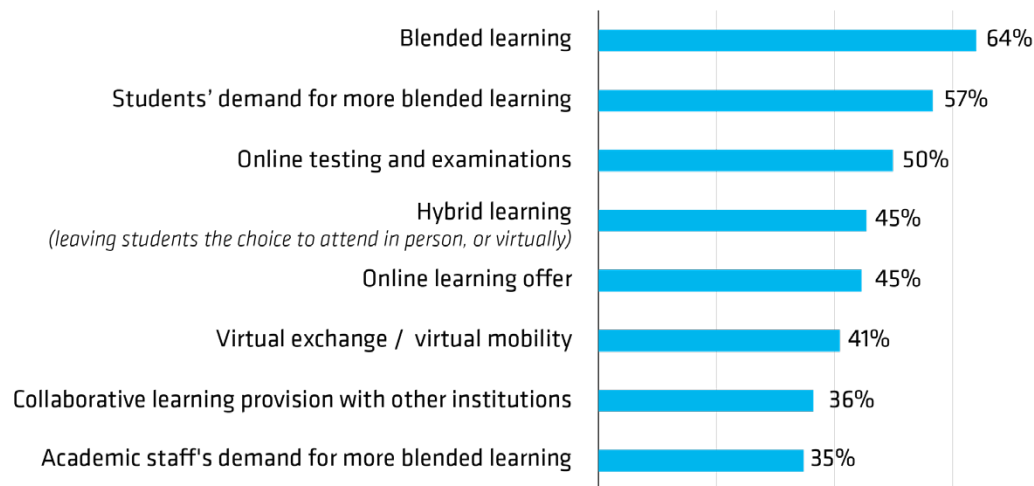 Blended learning 64%
Students’ demand for more blended learning 57%
Online testing and examinations 50%
Hybrid learning 45%
(leaving students the choice to attend in person, or virtually)
Online learning offer 45%
Virtual exchange / virtual mobility 41%
Collaborative learning provision with other institutions 36%
Academic staff's demand for more blended learning 35%